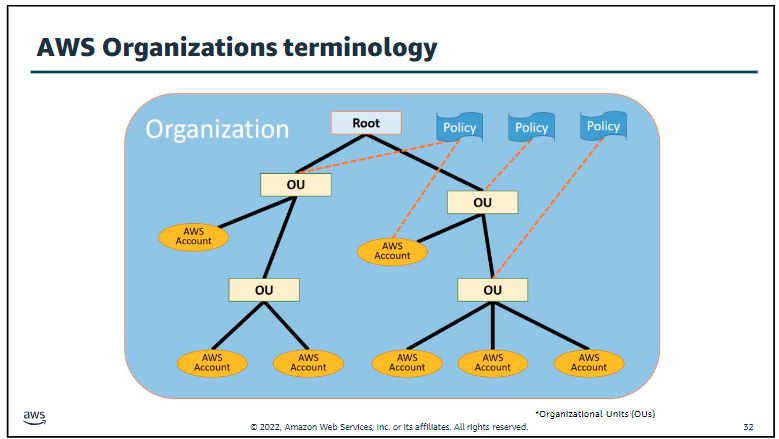 AWS Organizations terminology
Organization
Root
Policy
Policy
Policy
OU
OU
AWS
Account
AWS
Account
OU
OU
AWS
Account
AWS
Account
AWS
Account
AWS
Account
AWS
Account
*Organizational Units (OUs)
aws
© 2022, Amazon Web Services, Inc. or its affiliates. All rights reserved.
32